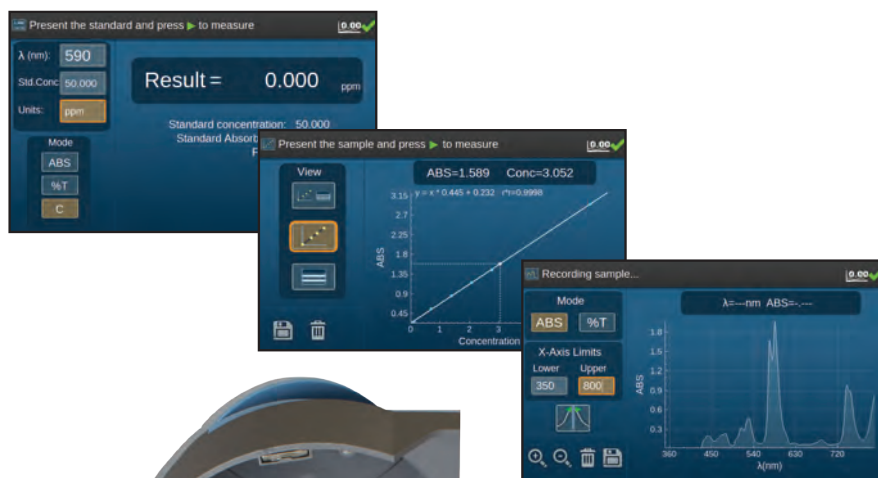 Present the standard and press ▶ to measure
0.00
λ (nm): 590
Std.Conc 50.000
Units: ppm
Mode
ABS
%T
C
Result = 0.000 ppm
Standard concentration: 50.000
Standard Absorb
Present the sample and press ▶ to measure
0.00
View
ABS=1.589 Conc=3.052
y = x * 0.445 + 0.232 r*r=0.9998
3.15
2.7
2.25
1.8
1.35
0.9
0.45
ABS
0 1 2 3
Concentration
Recording sample...
0.00
Mode
ABS %T
X-Axis Limits
Lower Upper
350 800
λ=---nm ABS=-.---
1.8
1.5
1.2
0.9
0.6
0.3
ABS
360 450 540 630 720
λ(nm)